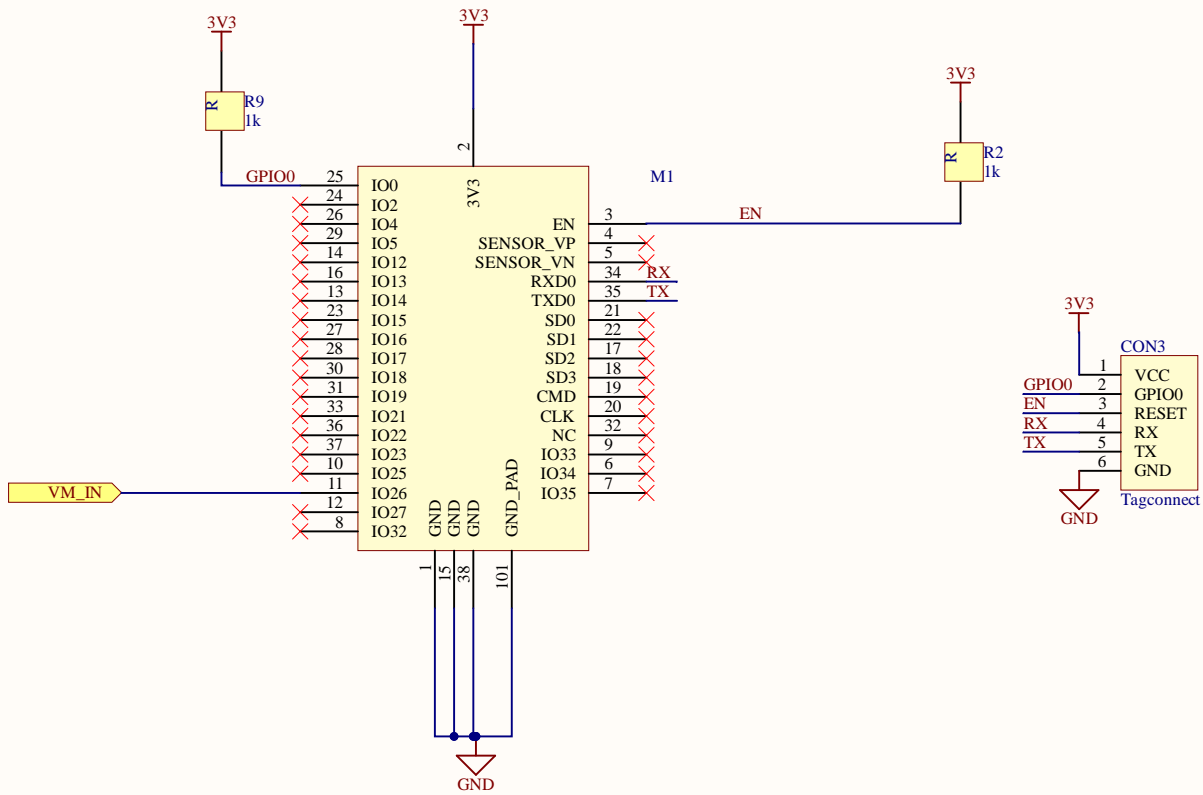 3V3
R
R9
1k
GPIO0
3V3
2
3V3
M1
3V3
R
R2
1k
EN
25 IO0
24 IO2
26 IO4
29 IO5
14 IO12
16 IO13
13 IO14
23 IO15
27 IO16
28 IO17
30 IO18
31 IO19
33 IO21
36 IO22
37 IO23
10 IO25
VM_IN 11 IO26
12 IO27
8 IO32
EN 3
SENSOR_VP 4
SENSOR_VN 5
RXD0 34 RX
TXD0 35 TX
SD0 21
SD1 22
SD2 17
SD3 18
CMD 19
CLK 20
NC 32
IO33 9
IO34 6
IO35 7
GND
GND
GND
GND_PAD
1
15
38
101
GND
3V3
CON3
1 VCC
GPIO0 2 GPIO0
EN 3 RESET
RX 4 RX
TX 5 TX
6 GND
Tagconnect
GND